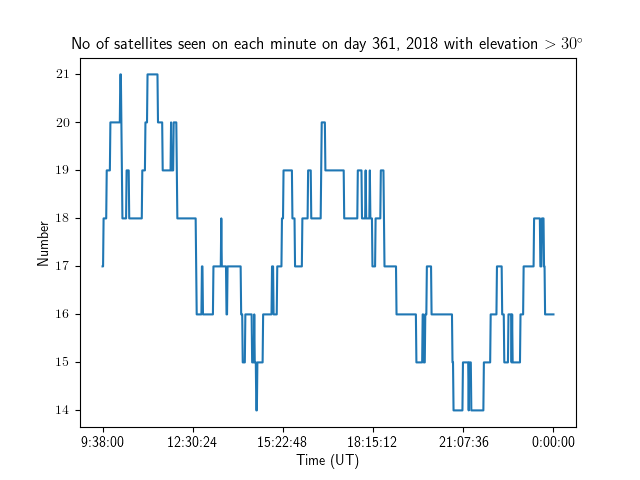 No of satellites seen on each minute on day 361, 2018 with elevation > 30°
21
20
19
18
17
16
15
14
Number
9:38:00 12:30:24 15:22:48 18:15:12 21:07:36 0:00:00
Time (UT)